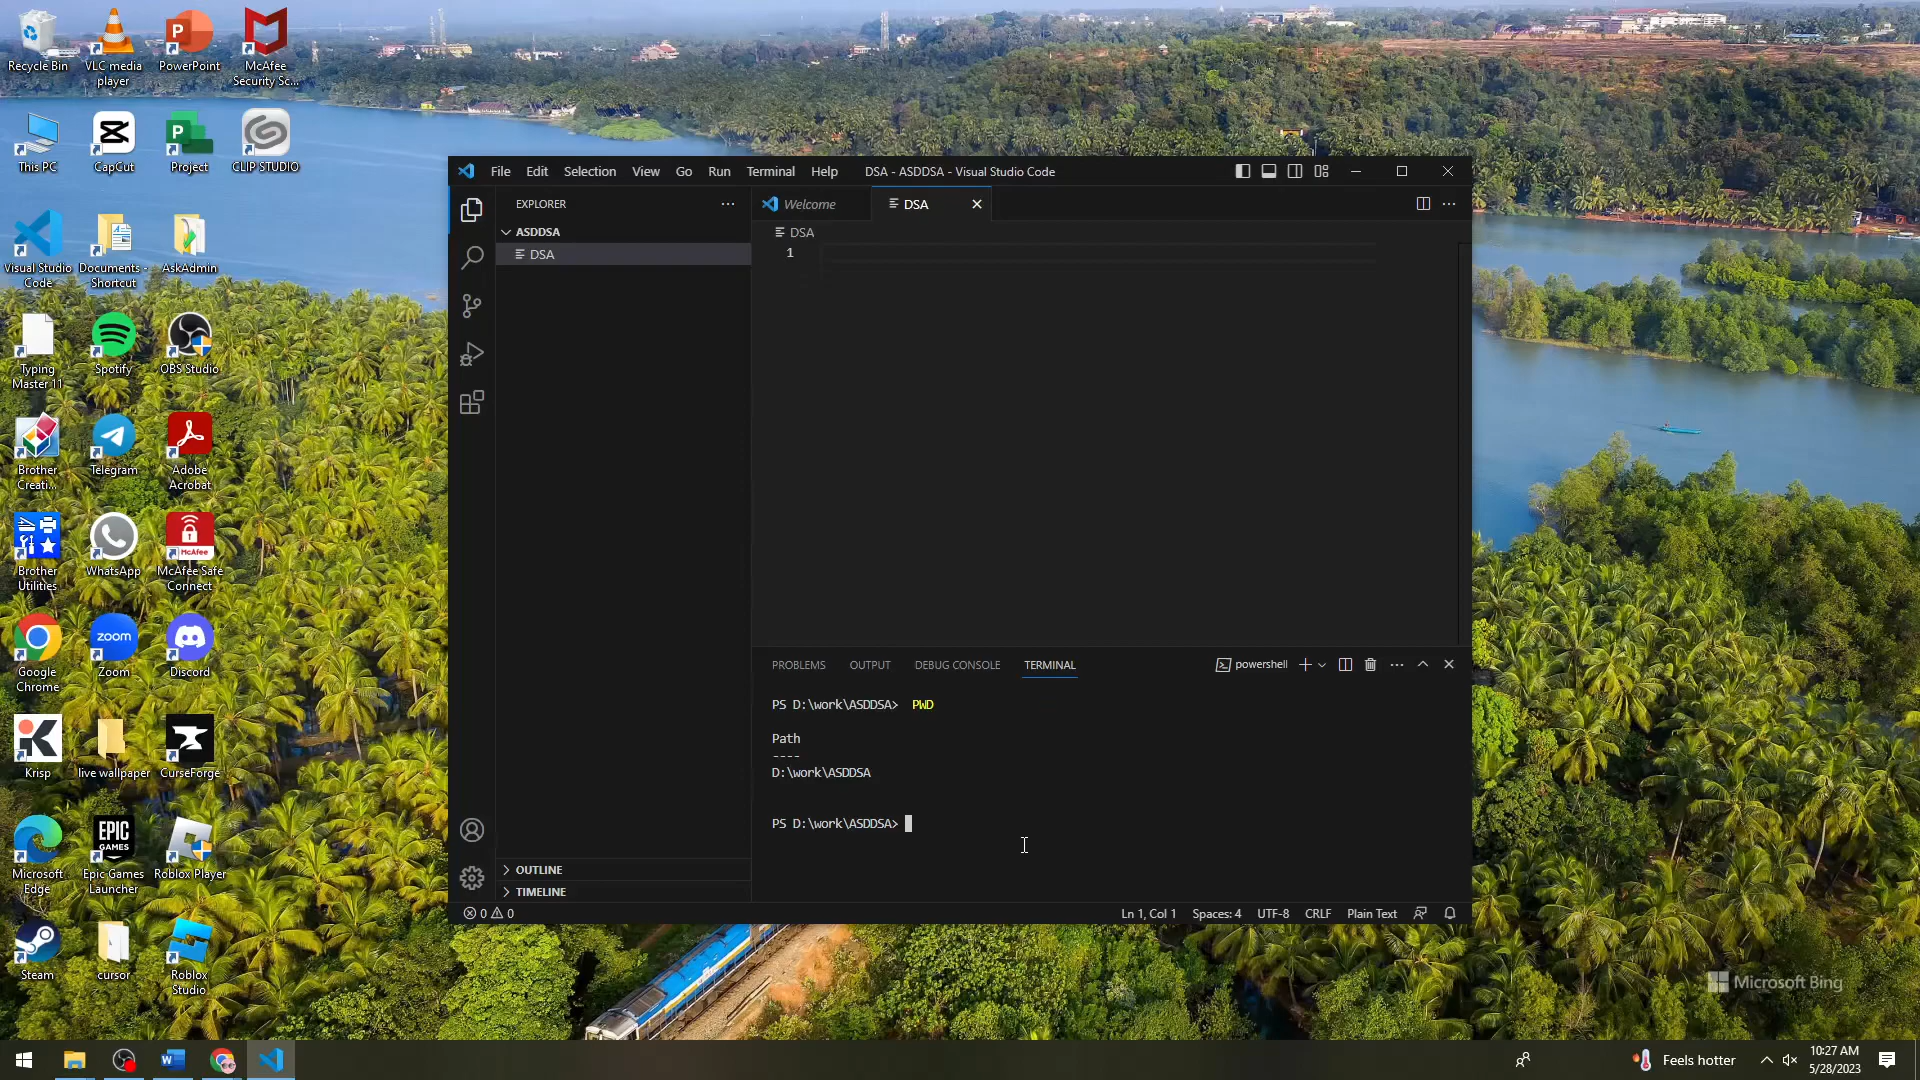 Recycle Bin
VLC media player
PowerPoint
McAfee Security Sc...
This PC
CapCut
Project
CLIP STUDIO
Visual Studio Code
Documents - Shortcut
AskAdmin
Typing Master 11
Spotify
OBS Studio
Brother Creati...
Telegram
Adobe Acrobat
Brother Utilities
WhatsApp
McAfee Safe Connect
Google Chrome
zoom
Zoom
Discord
Krisp
live wallpaper
CurseForge
Microsoft Edge
EPIC GAMES
Epic Games Launcher
Roblox Player
Steam
cursor
Roblox Studio
File Edit Selection View Go Run Terminal Help DSA - ASDDSA - Visual Studio Code
EXPLORER
ASDDSA
DSA
OUTLINE
TIMELINE
Welcome
DSA
DSA
1
PROBLEMS OUTPUT DEBUG CONSOLE TERMINAL powershell
PS D:\work\ASDDSA> PWD
Path
----
D:\work\ASDDSA
PS D:\work\ASDDSA>
0 0 Ln 1, Col 1 Spaces: 4 UTF-8 CRLF Plain Text
Microsoft Bing
Feels hotter
10:27 AM
5/28/2023